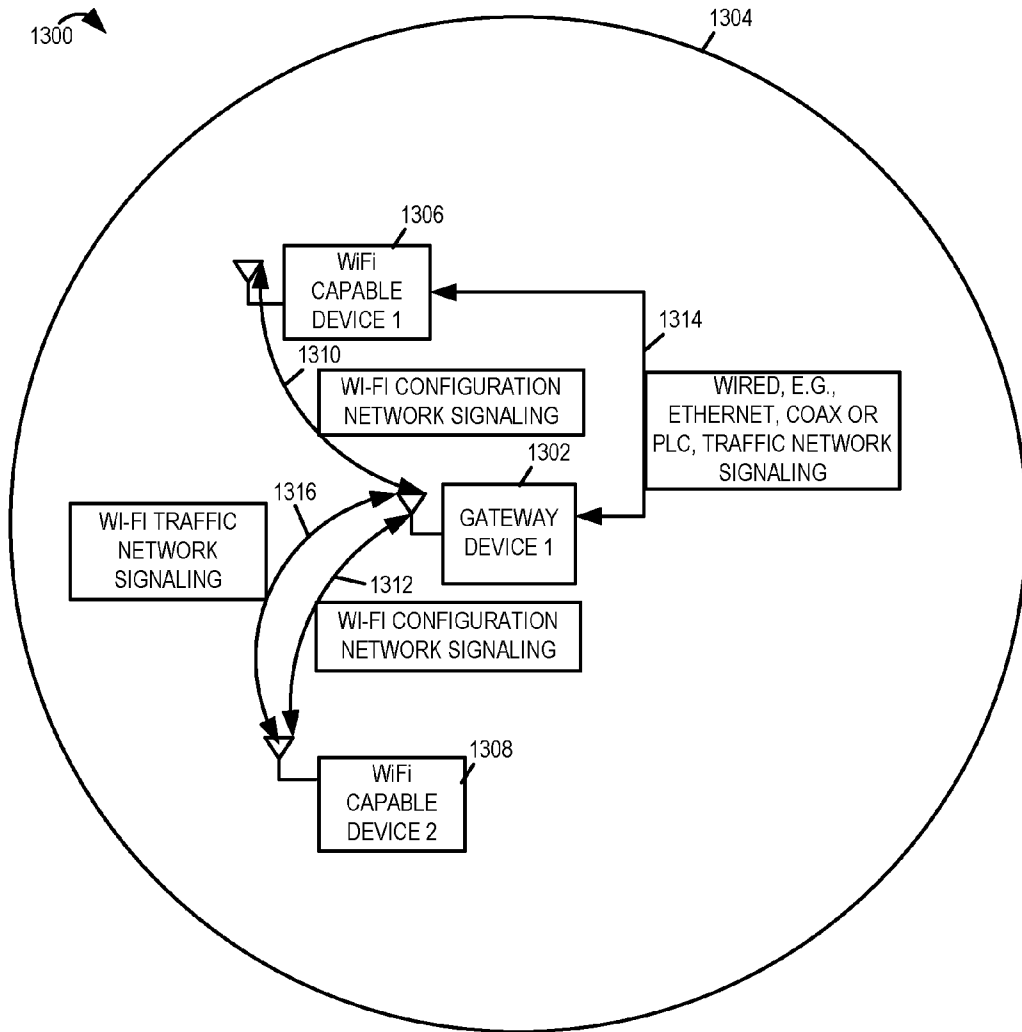 1300
1304
1306
WiFi
CAPABLE
DEVICE 1
1310
1314
WI-FI CONFIGURATION
NETWORK SIGNALING
WIRED, E.G.,
ETHERNET, COAX OR
PLC, TRAFFIC NETWORK
SIGNALING
1302
GATEWAY
DEVICE 1
1316
WI-FI TRAFFIC
NETWORK
SIGNALING
1312
WI-FI CONFIGURATION
NETWORK SIGNALING
1308
WiFi
CAPABLE
DEVICE 2